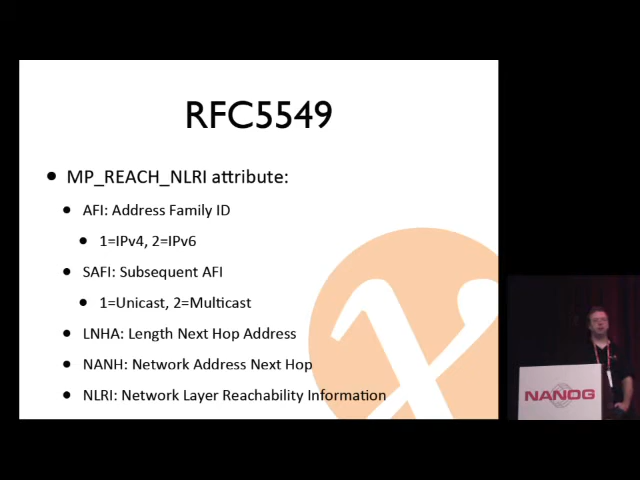 RFC5549
MP_REACH_NLRI attribute:
AFI: Address Family ID
1=IPv4, 2=IPv6
SAFI: Subsequent AFI
1=Unicast, 2=Multicast
LNHA: Length Next Hop Address
NANH: Network Address Next Hop
NLRI: Network Layer Reachability Information
NANOG